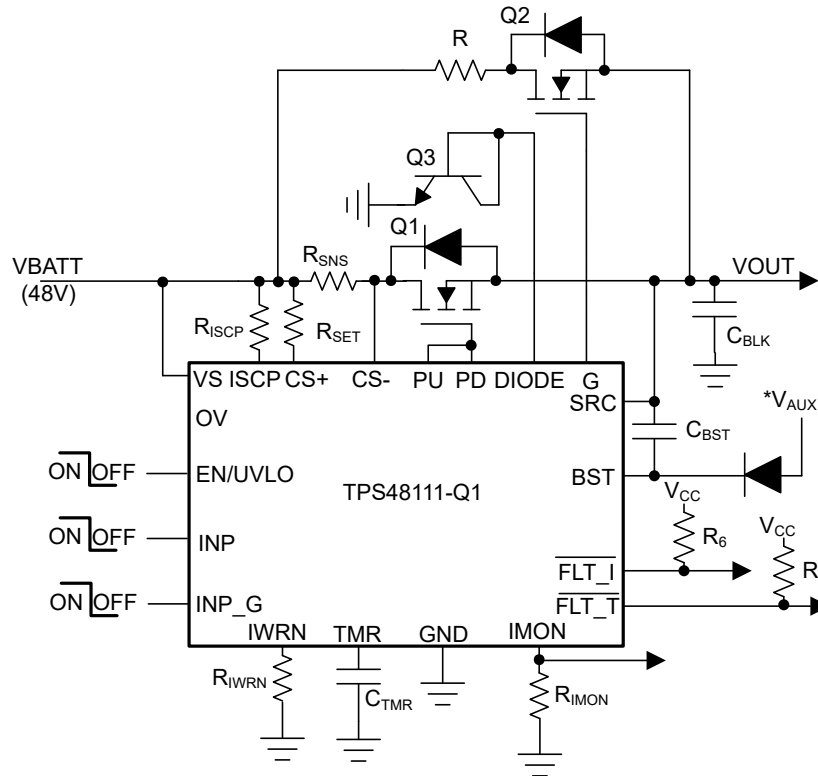 Q2
R
Q3
Q1
VBATT
(48V)
RSNS
VOUT
RISCP
RSET
CBLK
VS ISCP CS+ CS- PU PD DIODE G
SRC
OV
*VAUX
CBST
ON OFF EN/UVLO
TPS48111-Q1
BST
VCC
VCC
ON OFF INP
R6
R
FLT_I
ON OFF INP_G
FLT_T
IWRN TMR GND IMON
RIWRN
CTMR
RIMON